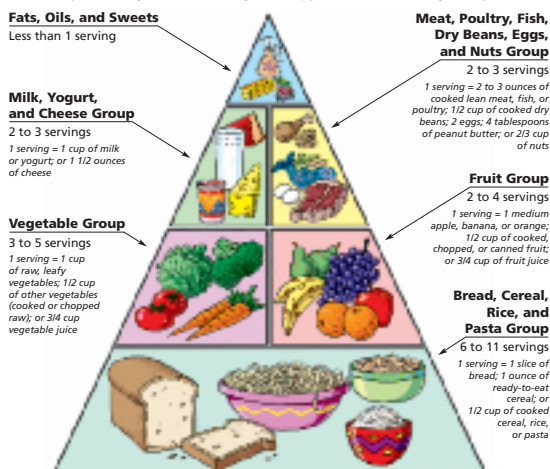 Fats, Oils, and Sweets
Less than 1 serving
Milk, Yogurt,
and Cheese Group
2 to 3 servings
1 serving = 1 cup of milk
or yogurt; or 1 1/2 ounces
of cheese
Vegetable Group
3 to 5 servings
1 serving = 1 cup
of raw, leafy
vegetables; 1/2 cup
of other vegetables
(cooked or chopped
raw); or 3/4 cup
vegetable juice
Meat, Poultry, Fish,
Dry Beans, Eggs,
and Nuts Group
2 to 3 servings
1 serving = 2 to 3 ounces of
cooked lean meat, fish, or
poultry; 1/2 cup of cooked dry
beans; 2 eggs; 4 tablespoons
of peanut butter; or 2/3 cup
of nuts
Fruit Group
2 to 4 servings
1 serving = 1 medium
apple, banana, or orange;
1/2 cup of cooked,
chopped, or canned fruit;
or 3/4 cup of fruit juice
Bread, Cereal,
Rice, and
Pasta Group
6 to 11 servings
1 serving = 1 slice of
bread; 1 ounce of
ready-to-eat
cereal; or
1/2 cup of cooked
cereal, rice,
or pasta